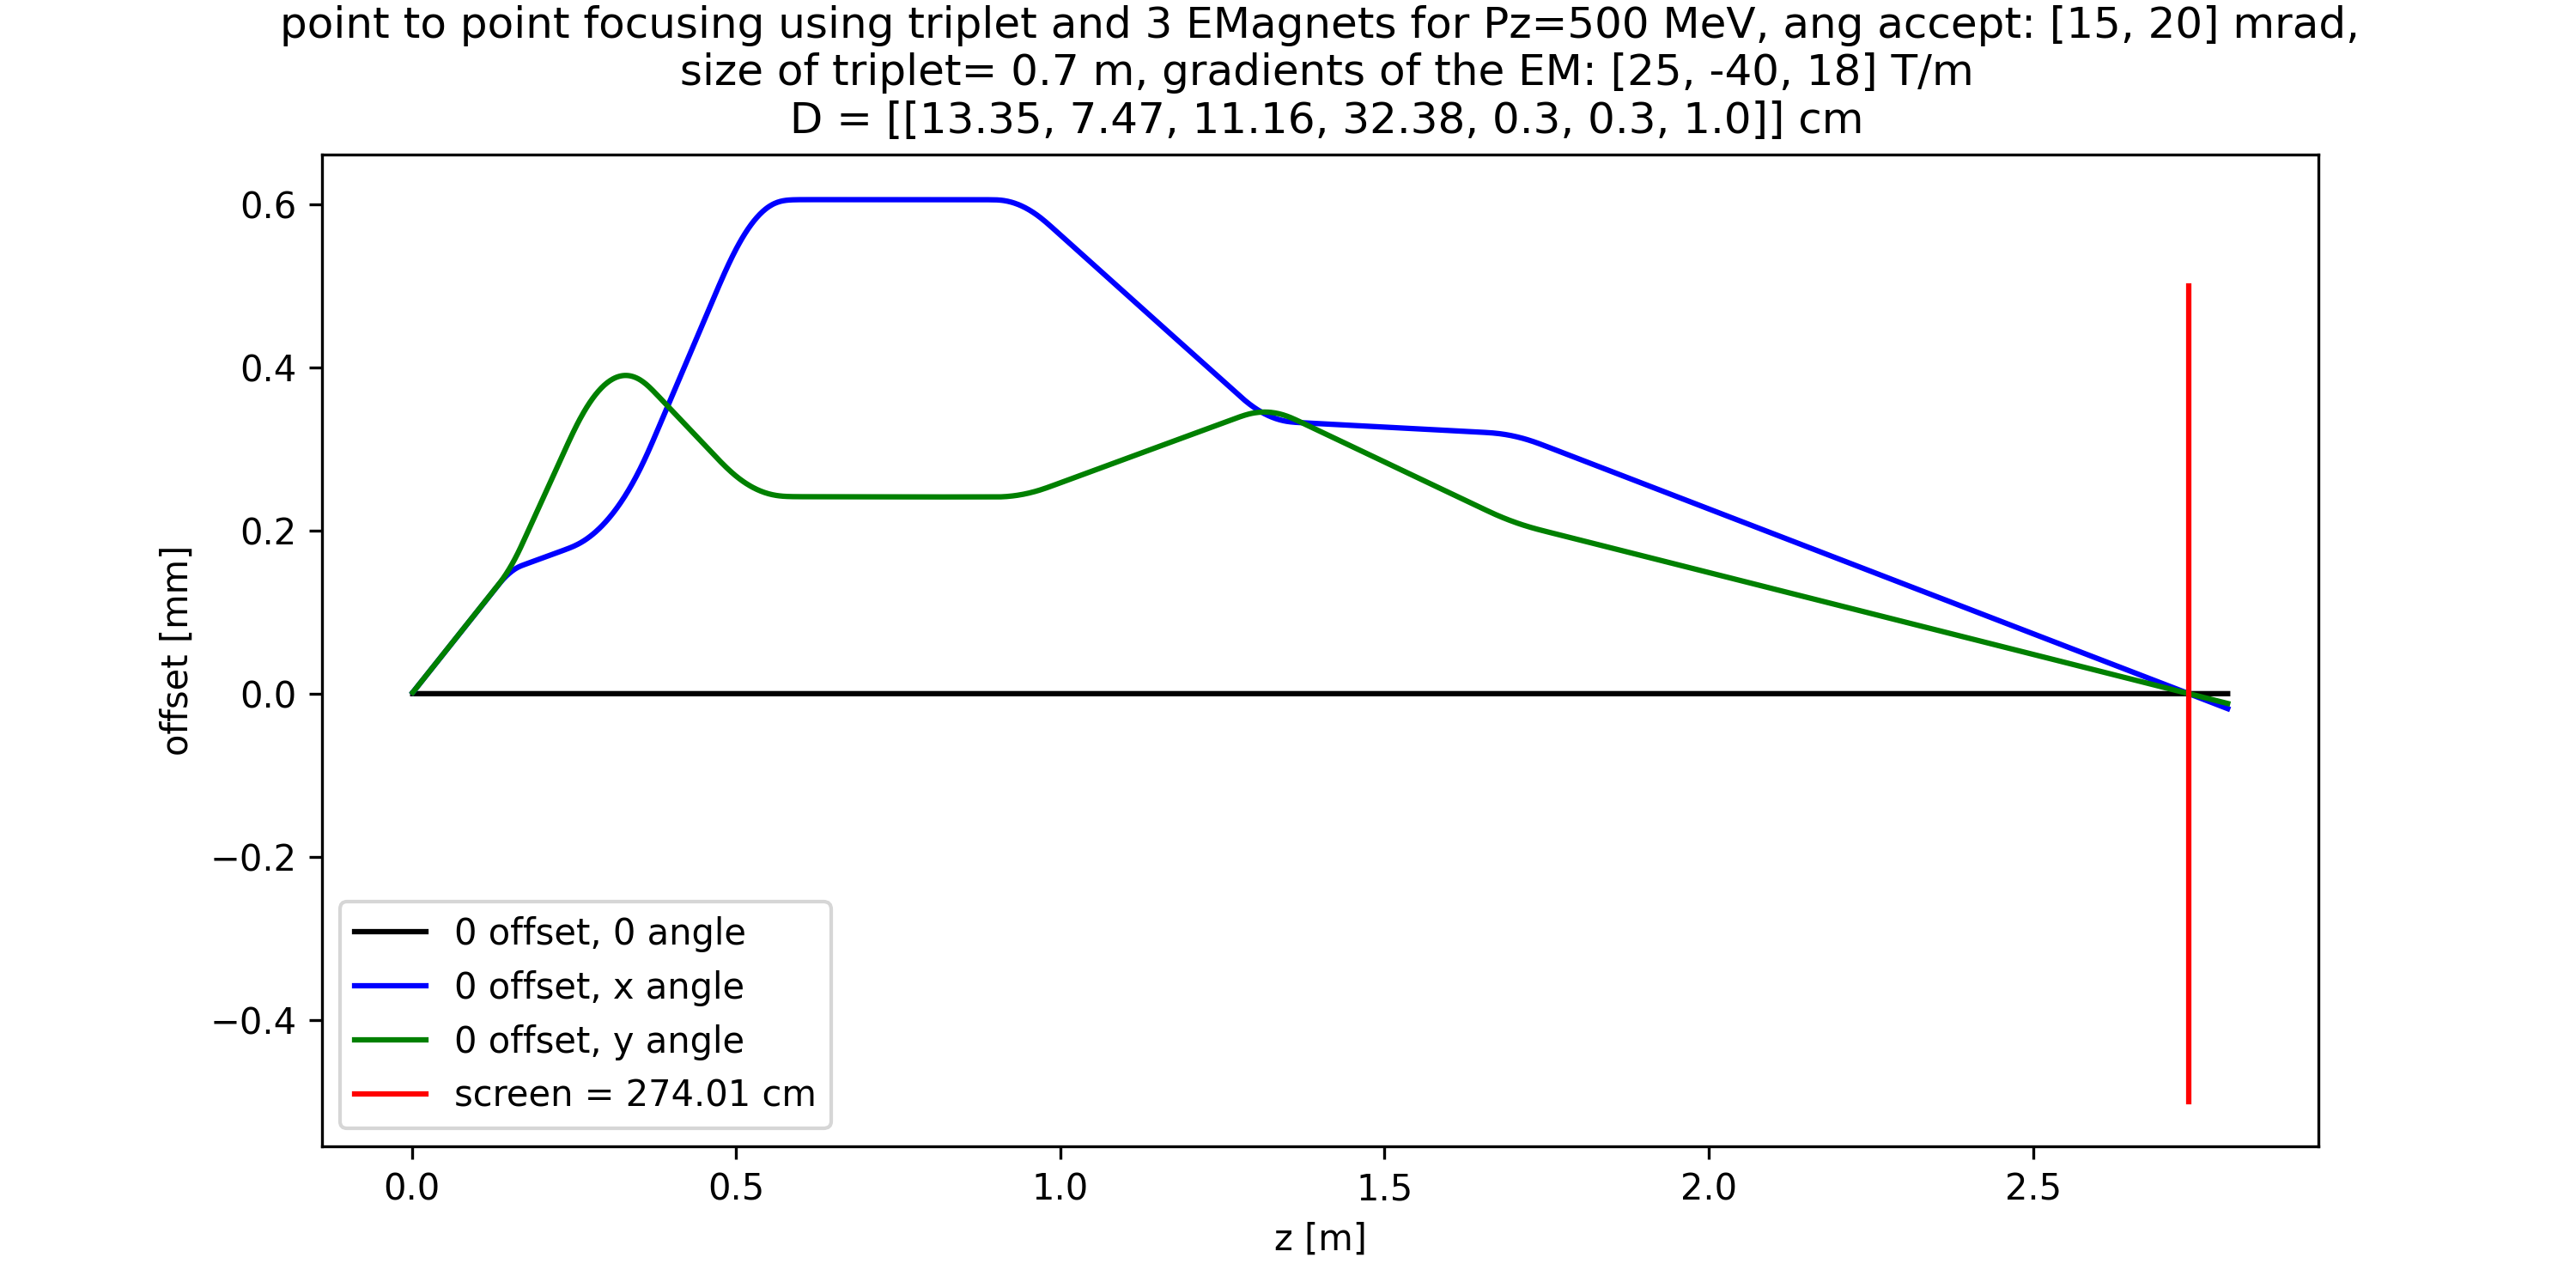 point to point focusing using triplet and 3 EMagnets for Pz=500 MeV, ang accept: [15, 20] mrad,
size of triplet= 0.7 m, gradients of the EM: [25, -40, 18] T/m
D = [[13.35, 7.47, 11.16, 32.38, 0.3, 0.3, 1.0]] cm
0.6
0.4
0.2
0.0
−0.2
−0.4
offset [mm]
0 offset, 0 angle
0 offset, x angle
0 offset, y angle
screen = 274.01 cm
0.0 0.5 1.0 1.5 2.0 2.5
z [m]